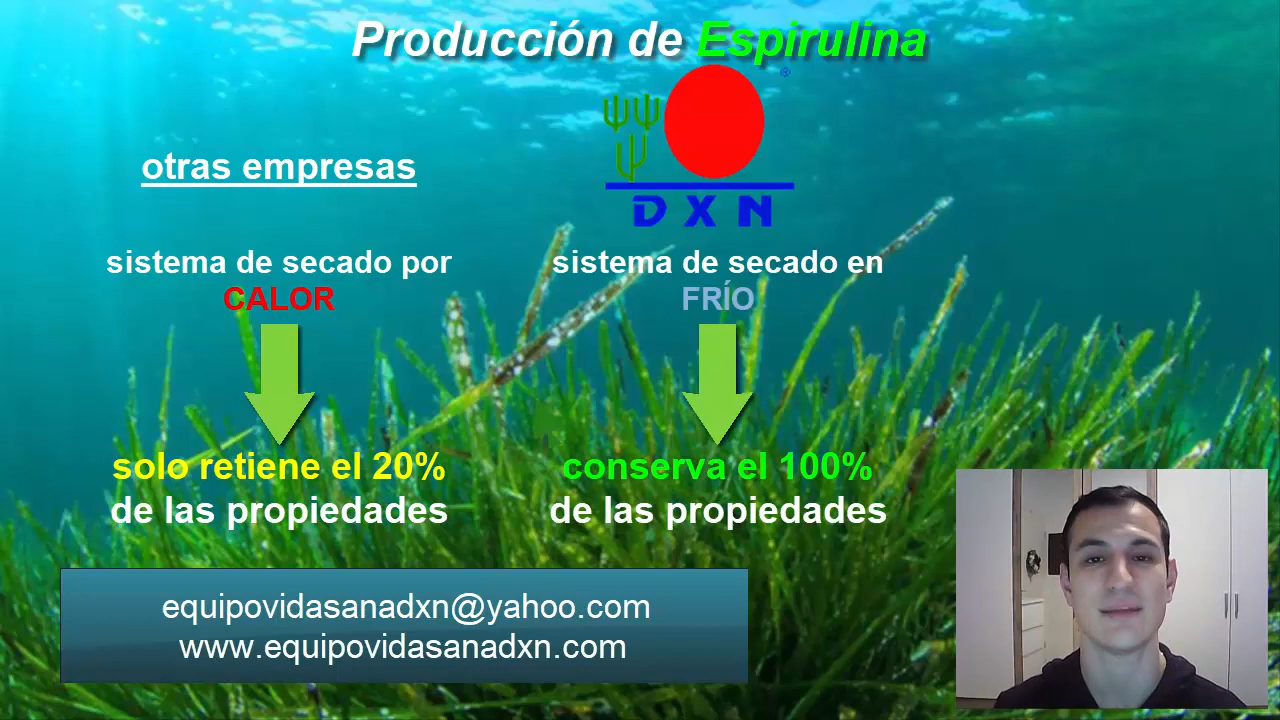 Producción de Espirulina
®
DXN
otras empresas
sistema de secado por
CALOR
solo retiene el 20%
de las propiedades
sistema de secado en
FRÍO
conserva el 100%
de las propiedades
equipovidasanadxn@yahoo.com
www.equipovidasanadxn.com